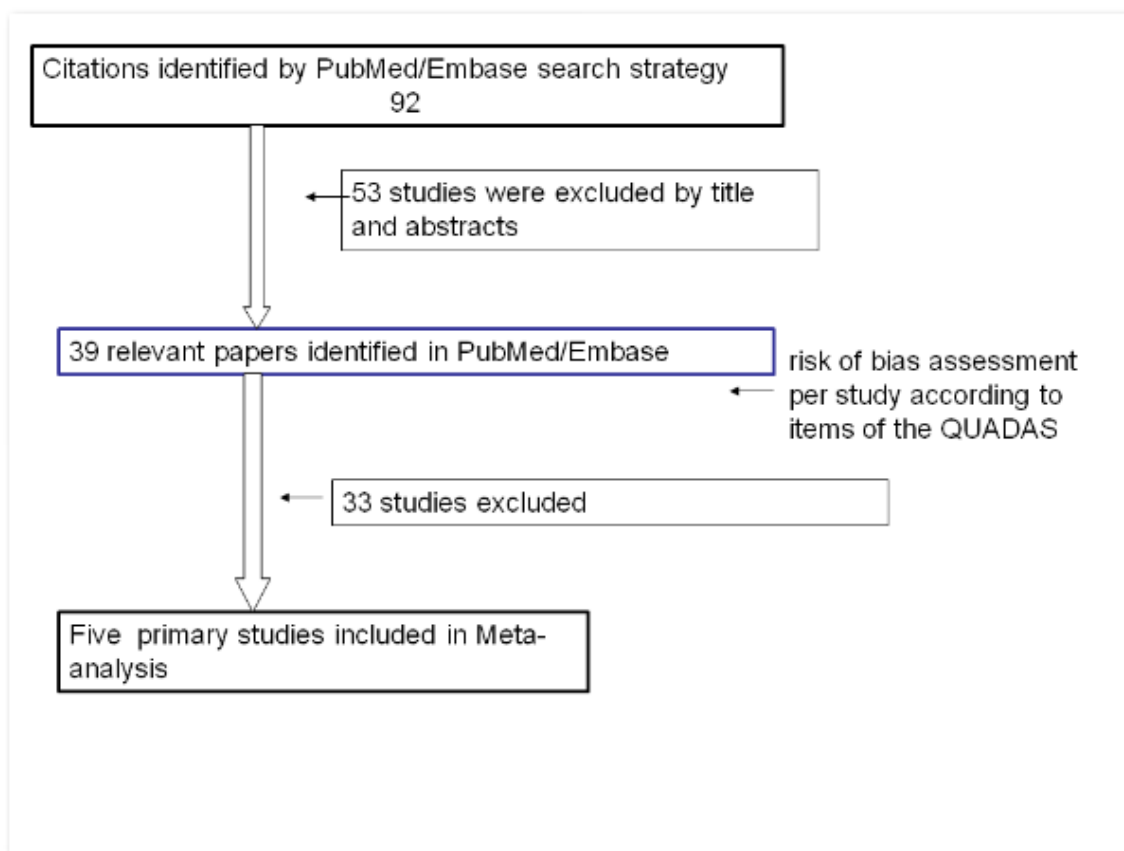 Citations identified by PubMed/Embase search strategy
92
53 studies were excluded by title
and abstracts
39 relevant papers identified in PubMed/Embase
risk of bias assessment
per study according to
items of the QUADAS
33 studies excluded
Five primary studies included in Meta-
analysis